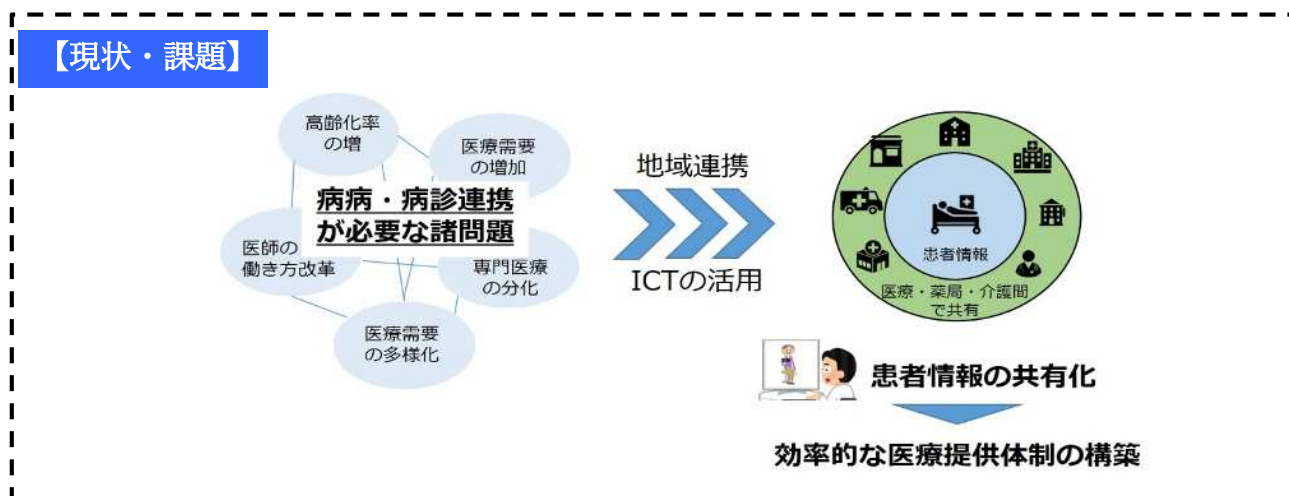 【現状・課題】
高齢化率
の増
医療需要
の増加
病病・病診連携
が必要な諸問題
医師の
働き方改革
専門医療
の分化
医療需要
の多様化
地域連携
ICTの活用
患者情報
医療・薬局・介護間
で共有
患者情報の共有化
効率的な医療提供体制の構築